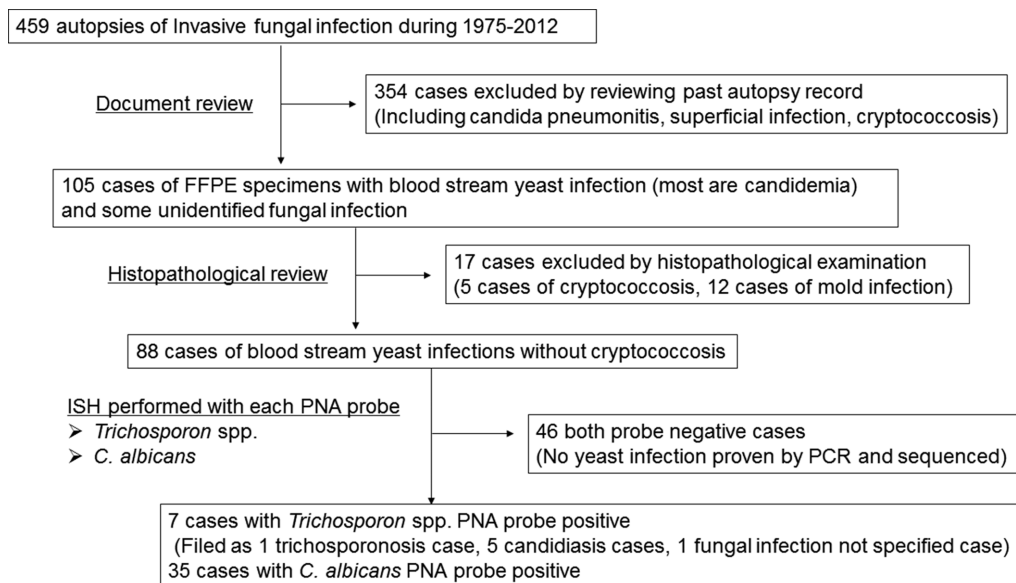 459 autopsies of Invasive fungal infection during 1975-2012
Document review
354 cases excluded by reviewing past autopsy record
(Including candida pneumonitis, superficial infection, cryptococcosis)
105 cases of FFPE specimens with blood stream yeast infection (most are candidemia)
and some unidentified fungal infection
Histopathological review
17 cases excluded by histopathological examination
(5 cases of cryptococcosis, 12 cases of mold infection)
88 cases of blood stream yeast infections without cryptococcosis
ISH performed with each PNA probe
➢ Trichosporon spp.
➢ C. albicans
46 both probe negative cases
(No yeast infection proven by PCR and sequenced)
7 cases with Trichosporon spp. PNA probe positive
(Filed as 1 trichosporonosis case, 5 candidiasis cases, 1 fungal infection not specified case)
35 cases with C. albicans PNA probe positive